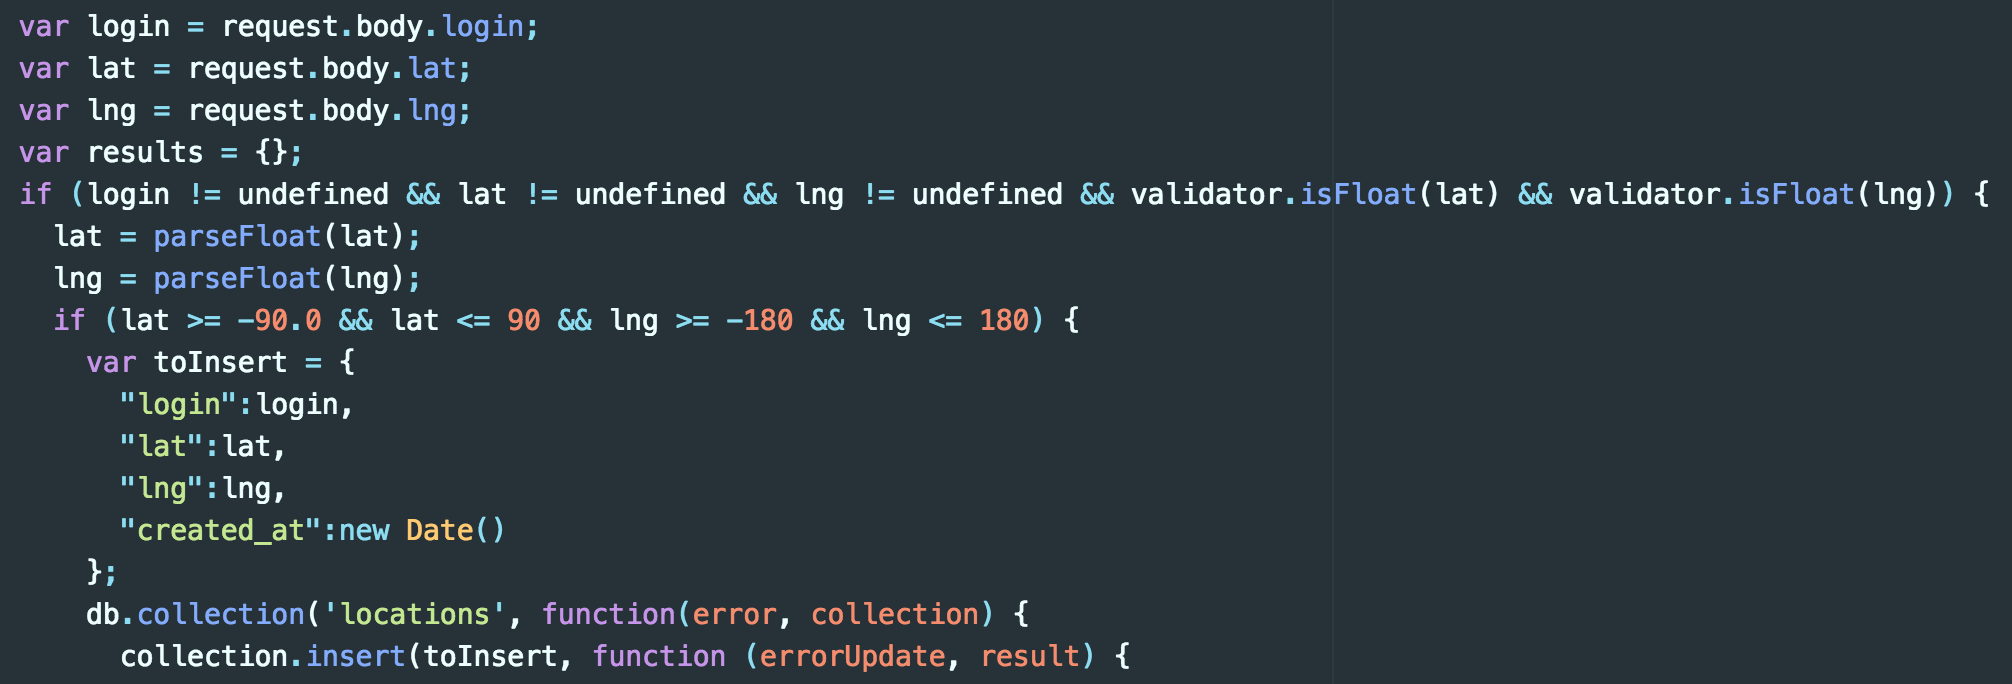 var login = request.body.login;
var lat = request.body.lat;
var lng = request.body.lng;
var results = {};
if (login != undefined && lat != undefined && lng != undefined && validator.isFloat(lat) && validator.isFloat(lng)) {
  lat = parseFloat(lat);
  lng = parseFloat(lng);
  if (lat >= -90.0 && lat <= 90 && lng >= -180 && lng <= 180) {
    var toInsert = {
      "login":login,
      "lat":lat,
      "lng":lng,
      "created_at":new Date()
    };
    db.collection('locations', function(error, collection) {
      collection.insert(toInsert, function (errorUpdate, result) {